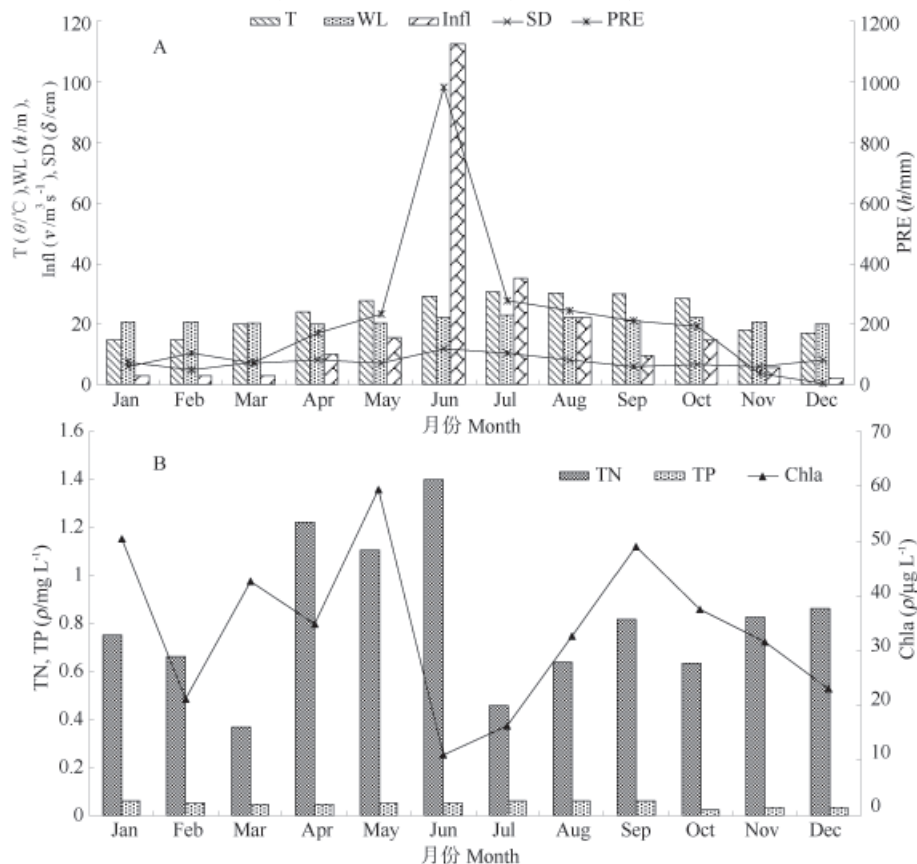 T WL Infl SD PRE
A
T (θ/℃), WL (h/m),
Infl (v/m³ s⁻¹), SD (δ/cm)
120
100
80
60
40
20
0
1200
1000
800
600
400
200
0
PRE (h/mm)
Jan Feb Mar Apr May Jun Jul Aug Sep Oct Nov Dec
月份 Month
B
TN TP Chla
TN, TP (ρ/mg L⁻¹)
1.6
1.4
1.2
1
0.8
0.6
0.4
0.2
0
70
60
50
40
30
20
10
0
Chla (ρ/μg L⁻¹)
Jan Feb Mar Apr May Jun Jul Aug Sep Oct Nov Dec
月份 Month